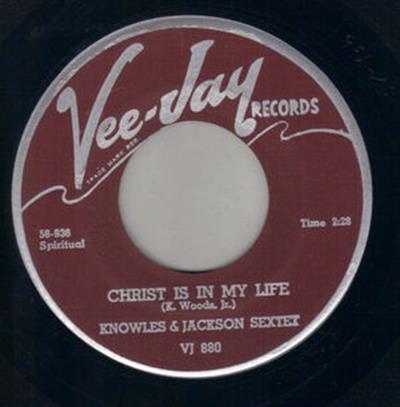 Vee-Jay
RECORDS
TRADE MARK REG.
58-836
Spiritual
Time 2:28
CHRIST IS IN MY LIFE
(K. Woods, Jr.)
KNOWLES & JACKSON SEXTET
VJ 880